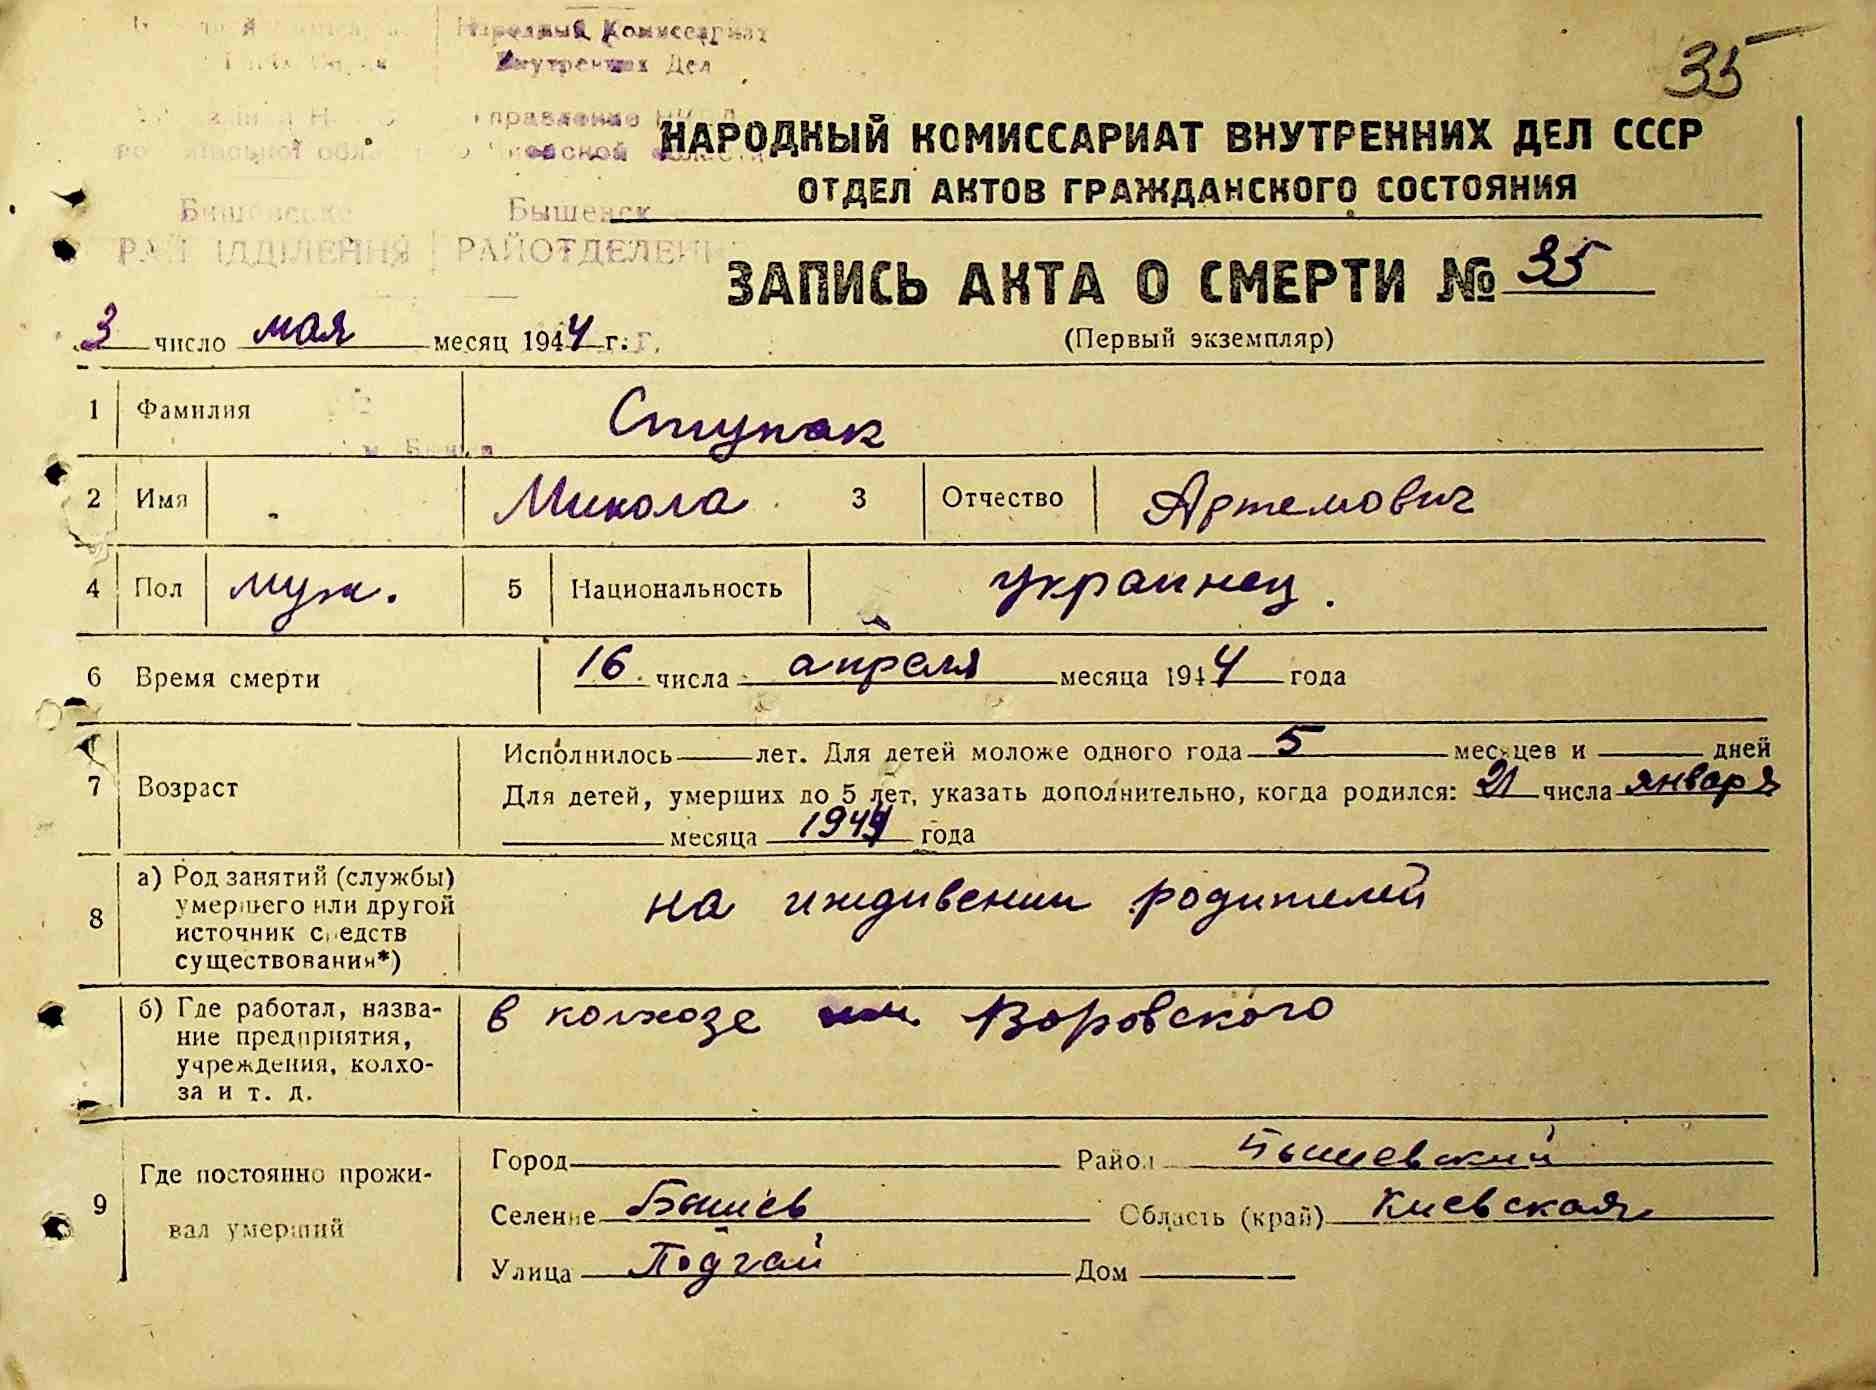 35
Народный Комиссариат
Внутренних Дел
НАРОДНЫЙ КОМИССАРИАТ ВНУТРЕННИХ ДЕЛ СССР
ОТДЕЛ АКТОВ ГРАЖДАНСКОГО СОСТОЯНИЯ
РАЙОТДЕЛЕНИ
ЗАПИСЬ АКТА О СМЕРТИ № 35
(Первый экземпляр)
3 число мая месяц 1944 г.
1 Фамилия Ступак
2 Имя Микола 3 Отчество Артемович
4 Пол муж. 5 Национальность украинец.
6 Время смерти 16 числа апреля месяца 1944 года
7 Возраст
Исполнилось лет. Для детей моложе одного года 5 месяцев и дней
Для детей, умерших до 5 лет, указать дополнительно, когда родился: 21 числа января
месяца 1944 года
8 а) Род занятий (службы)
умершего или другой
источник средств
существования*)
на иждивении родителей
б) Где работал, назва-
ние предприятия,
учреждения, колхо-
за и т. д.
в колхозе им. Воровского
9 Где постоянно прожи-
вал умерший
Город Район Бышевский
Селение Бышев Область (край) Киевская
Улица Подгай Дом